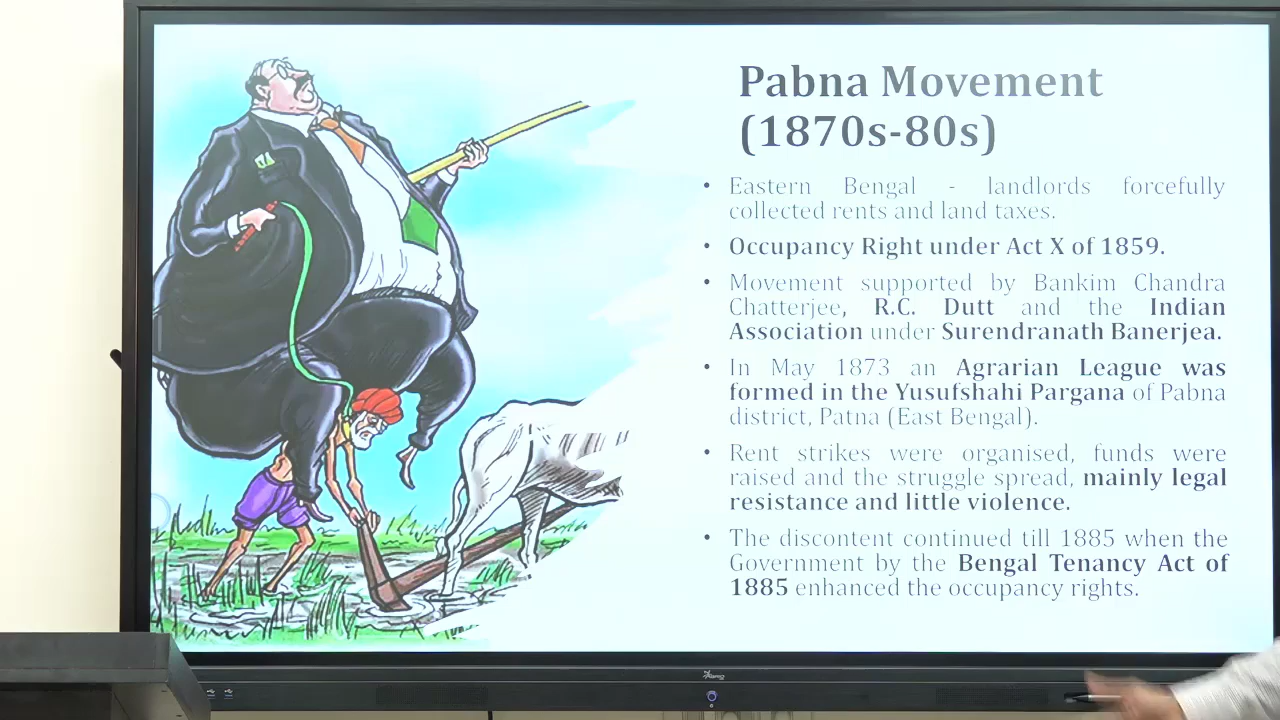 Pabna Movement
(1870s-80s)
• Eastern Bengal - landlords forcefully
collected rents and land taxes.
• Occupancy Right under Act X of 1859.
• Movement supported by Bankin Chandra
Chatterjee, R.C. Dutt and the Indian
Association under Surendranath Banerjea.
• In May 1873 an Agrarian League was
formed in the Yusufshahi Pargana of Pabna
district, Patna (East Bengal).
• Rent strikes were organised, funds were
raised and the struggle spread, mainly legal
resistance and little violence.
• The discontent continued till 1885 when the
Government by the Bengal Tenancy Act of
1885 enhanced the occupancy rights.